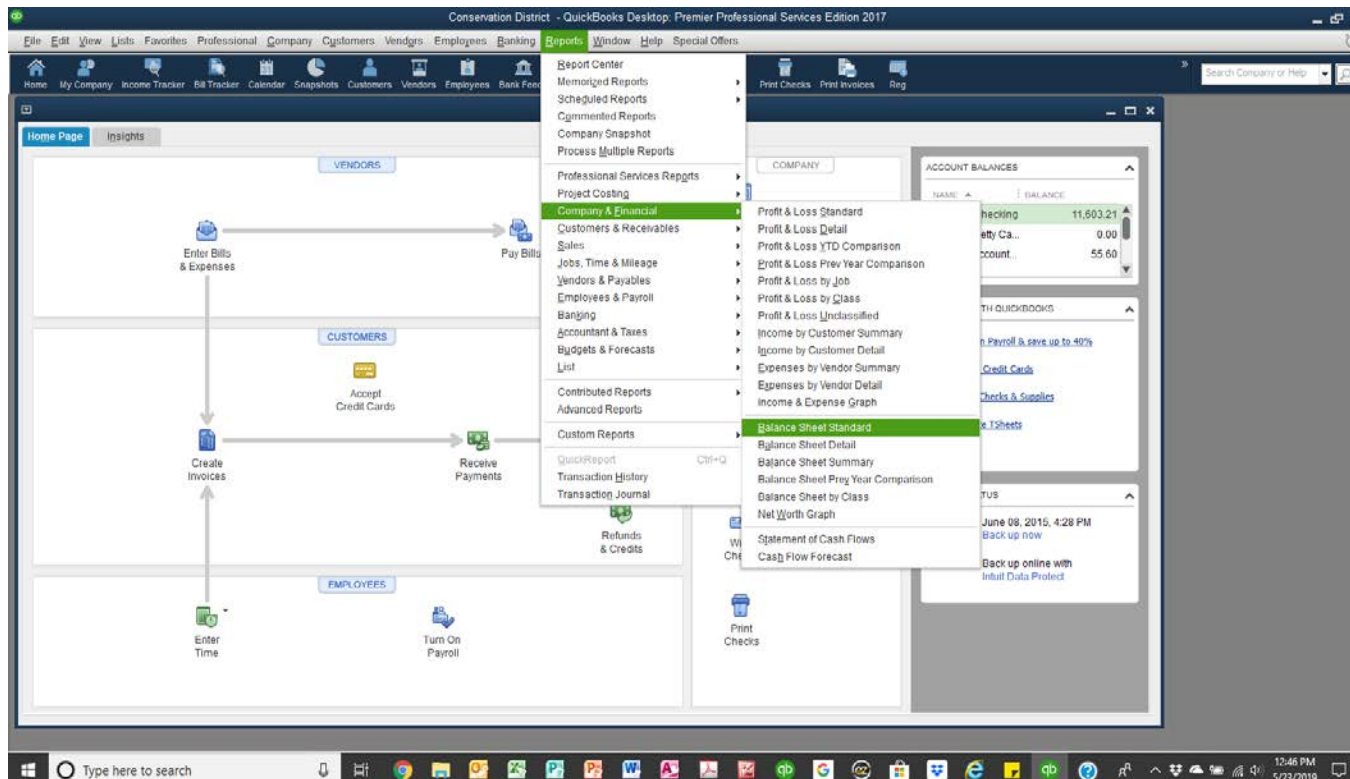 Conservation District - QuickBooks Desktop: Premier Professional Services Edition 2017
File Edit View Lists Favorites Professional Company Customers Vendors Employees Banking Reports Window Help Special Offers
Home My Company Income Tracker Bill Tracker Calendar Snapshots Customers Vendors Employees Bank Feed Print Checks Print Invoices Reg
Search Company or Help
Home Page Insights
VENDORS
Enter Bills
& Expenses
Pay Bills
CUSTOMERS
Accept
Credit Cards
Create
Invoices
Receive
Payments
Refunds
& Credits
EMPLOYEES
Enter
Time
Turn On
Payroll
Report Center
Memorized Reports
Scheduled Reports
Commented Reports
Company Snapshot
Process Multiple Reports
Professional Services Reports
Project Costing
Company & Financial
Customers & Receivables
Sales
Jobs, Time & Mileage
Vendors & Payables
Employees & Payroll
Banking
Accountant & Taxes
Budgets & Forecasts
List
Contributed Reports
Advanced Reports
Custom Reports
QuickReport Ctrl+Q
Transaction History
Transaction Journal
COMPANY
Profit & Loss Standard
Profit & Loss Detail
Profit & Loss YTD Comparison
Profit & Loss Prev Year Comparison
Profit & Loss by Job
Profit & Loss by Class
Profit & Loss Unclassified
Income by Customer Summary
Income by Customer Detail
Expenses by Vendor Summary
Expenses by Vendor Detail
Income & Expense Graph
Balance Sheet Standard
Balance Sheet Detail
Balance Sheet Summary
Balance Sheet Prev Year Comparison
Balance Sheet by Class
Net Worth Graph
Statement of Cash Flows
Cash Flow Forecast
Print
Checks
ACCOUNT BALANCES
NAME BALANCE
hecking 11,603.21
etty Ca... 0.00
ccount... 55.60
TH QUICKBOOKS
n Payroll & save up to 40%
Credit Cards
Checks & Supplies
e TSheets
TUS
June 08, 2015, 4:28 PM
Back up now
Back up online with
Intuit Data Protect
Type here to search
12:46 PM
5/23/2019